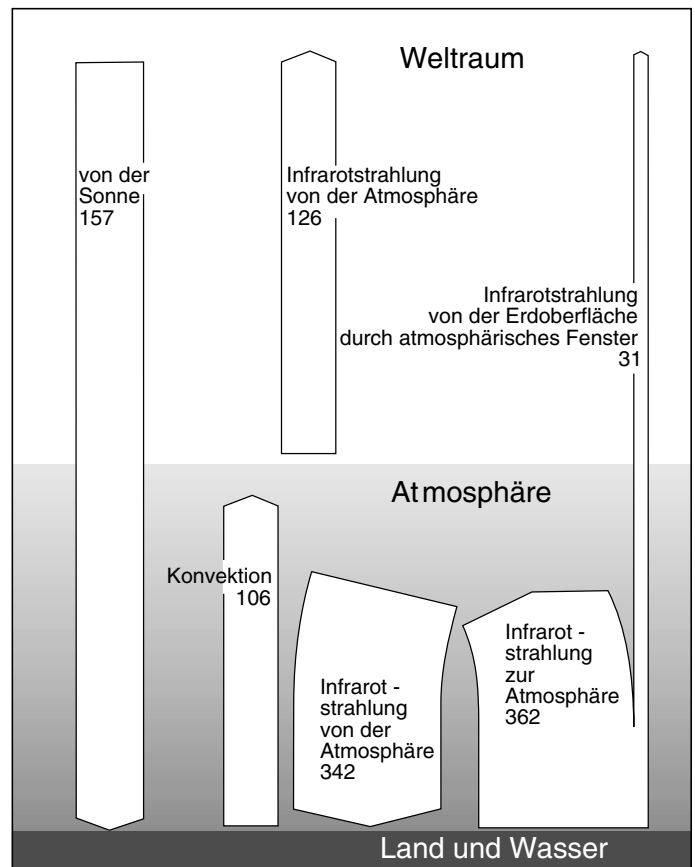 Weltraum
von der
Sonne
157
Infrarotstrahlung
von der Atmosphäre
126
Infrarotstrahlung
von der Erdoberfläche
durch atmosphärisches Fenster
31
Atmosphäre
Konvektion
106
Infrarot -
strahlung
von der
Atmosphäre
342
Infrarot -
strahlung
zur
Atmosphäre
362
Land und Wasser